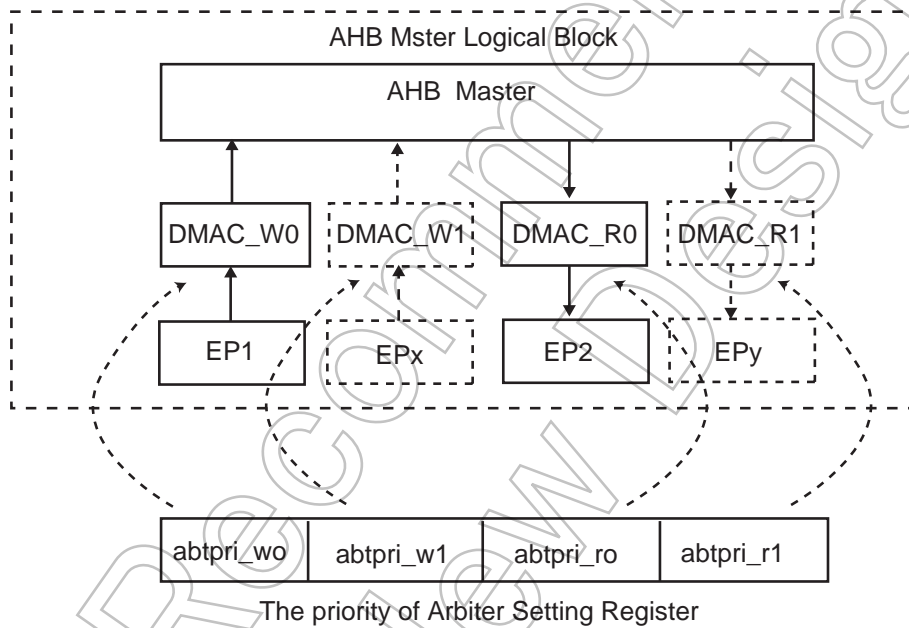 AHB Mster Logical Block
AHB Master
DMAC_W0 DMAC_W1 DMAC_R0 DMAC_R1
EP1 EPx EP2 EPy
abtpri_wo abtpri_w1 abtpri_ro abtpri_r1
The priority of Arbiter Setting Register